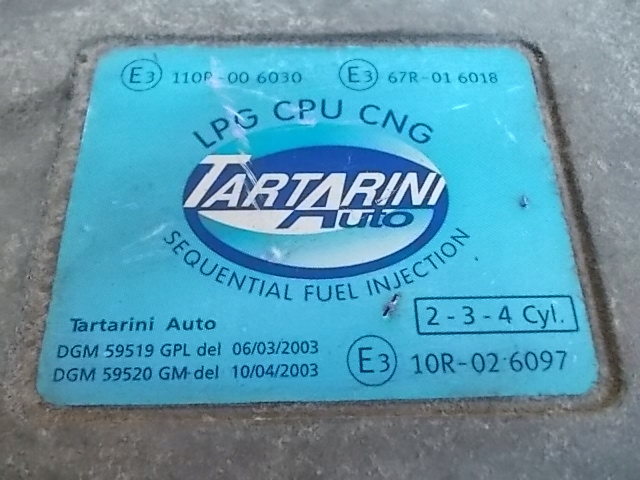 E3 110R-00 6030 E3 67R-01 6018
LPG CPU CNG
TARTARINI
Auto
SEQUENTIAL FUEL INJECTION
2 - 3 - 4 Cyl.
Tartarini Auto
DGM 59519 GPL del 06/03/2003
DGM 59520 GM del 10/04/2003
E3 10R-02 6097